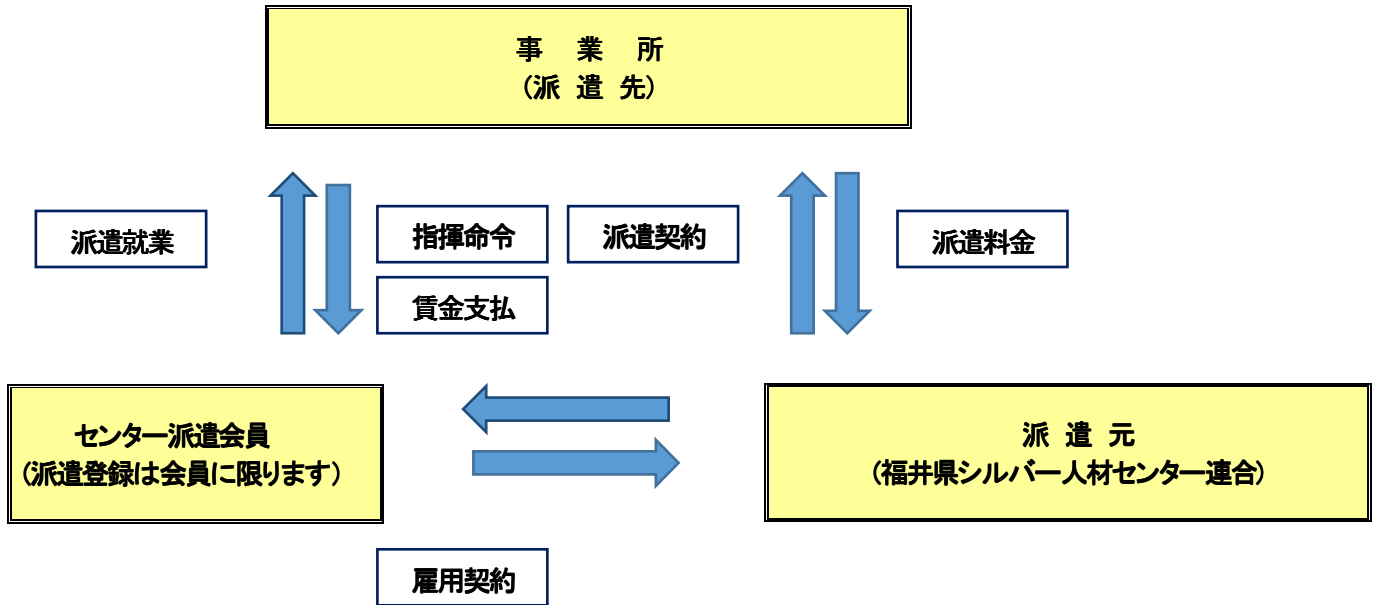 事　業　所
(派　遣　先)
派遣就業
指揮命令
派遣契約
派遣料金
賃金支払
センター派遣会員
(派遣登録は会員に限ります)
派　遣　元
(福井県シルバー人材センター連合)
雇用契約